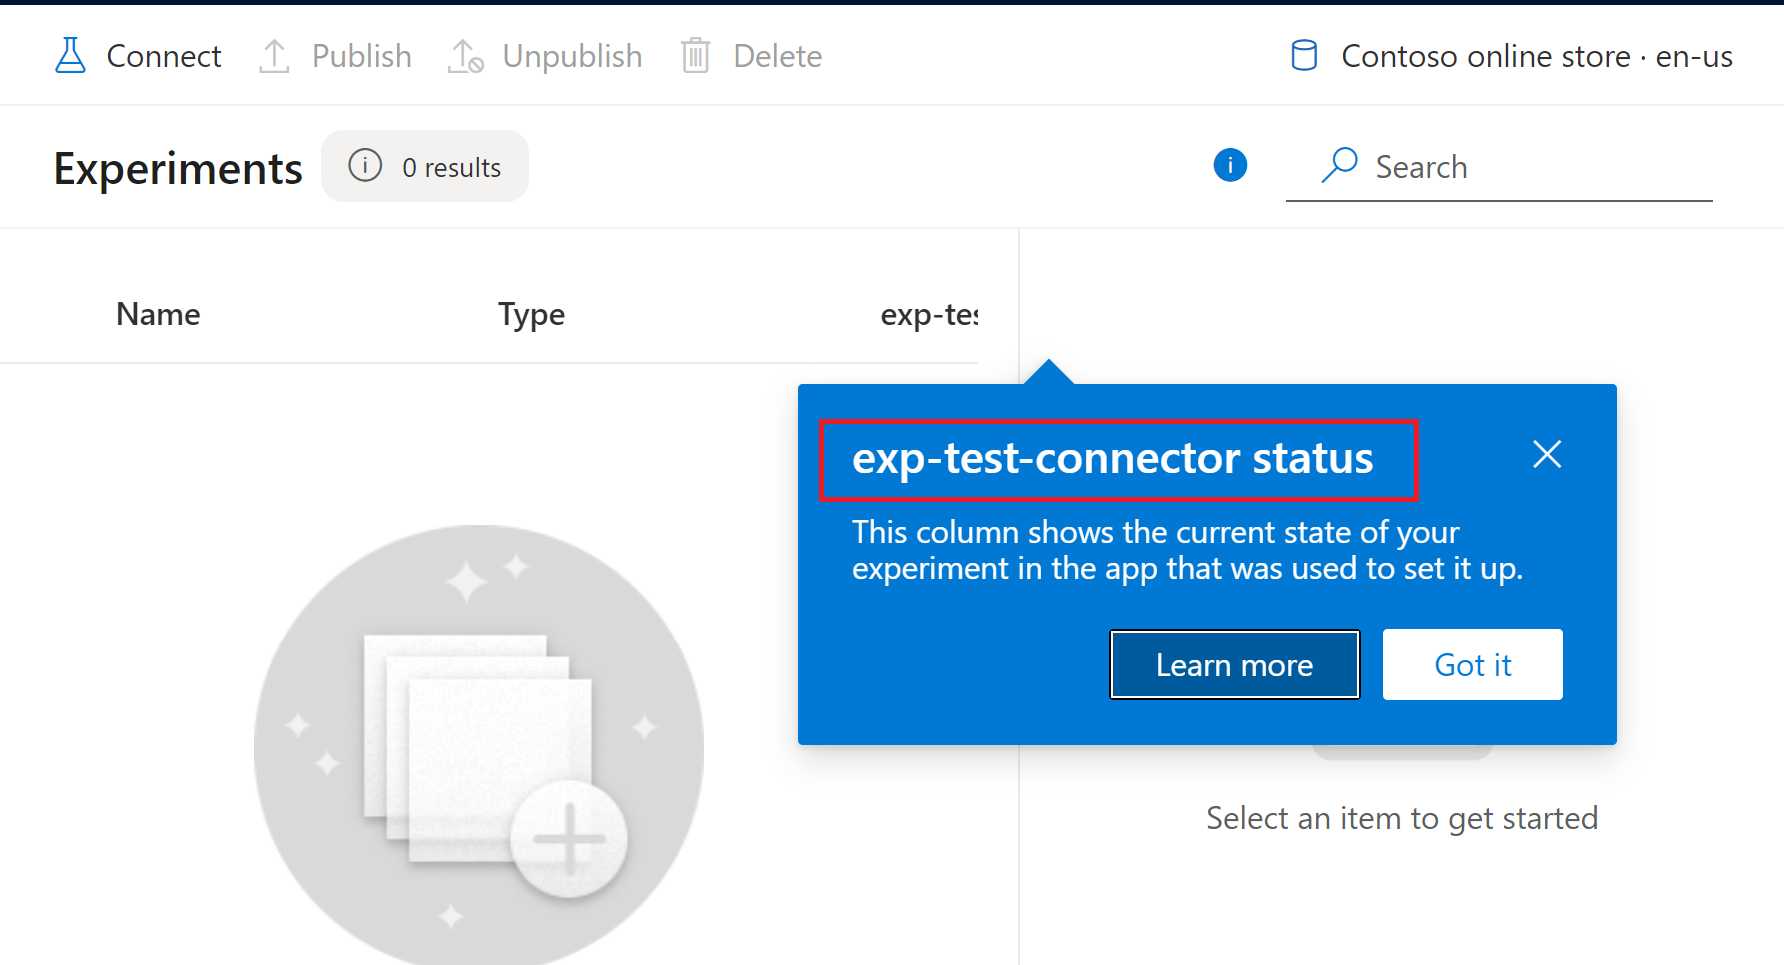 Connect Publish Unpublish Delete Contoso online store · en-us
Experiments 0 results Search
Name Type exp-tes
exp-test-connector status
This column shows the current state of your
experiment in the app that was used to set it up.
Learn more Got it
Select an item to get started